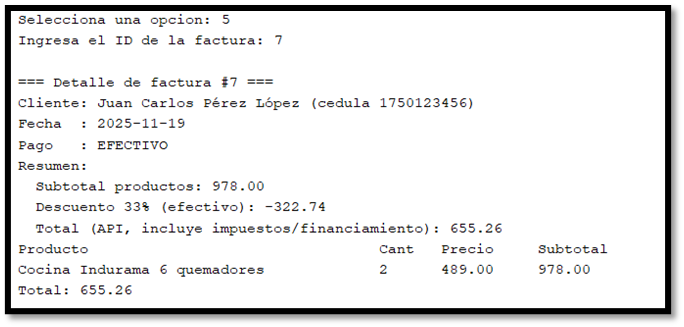 Selecciona una opcion: 5
Ingresa el ID de la factura: 7
=== Detalle de factura #7 ===
Cliente: Juan Carlos Pérez López (cedula 1750123456)
Fecha  : 2025-11-19
Pago   : EFECTIVO
Resumen:
  Subtotal productos: 978.00
  Descuento 33% (efectivo): -322.74
  Total (API, incluye impuestos/financiamiento): 655.26
Producto Cant Precio Subtotal
Cocina Indurama 6 quemadores 2 489.00 978.00
Total: 655.26